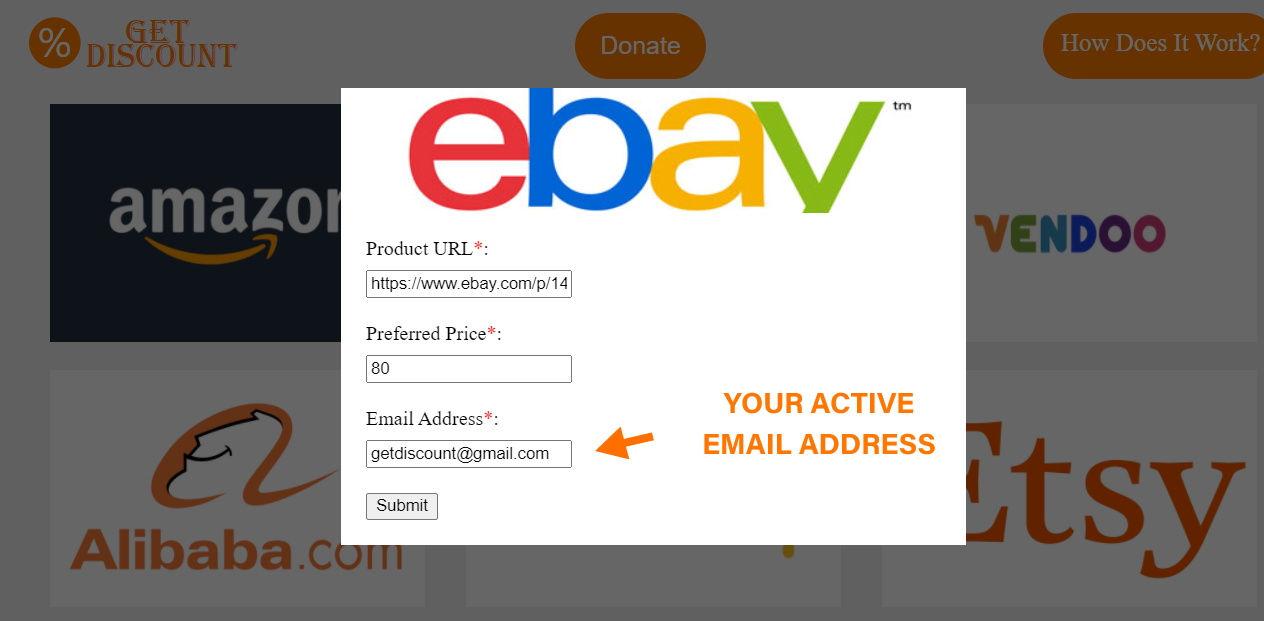 %
GET
DISCOUNT
Donate
How Does It Work?
ebay
tm
amazon
VENDOO
Product URL*:
https://www.ebay.com/p/14
Preferred Price*:
80
Email Address*:
getdiscount@gmail.com
YOUR ACTIVE
EMAIL ADDRESS
Submit
Alibaba.com
Etsy